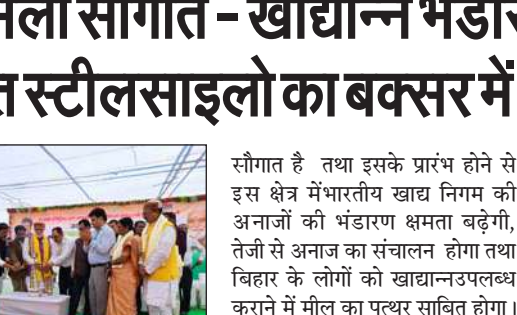 सौगात - खाद्यान्न
स्टीलसाइलो का बक्सर में
सौगात है तथा इसके प्रारंभ होने से
इस क्षेत्र मेंभारतीय खाद्य निगम की
अनाजों की भंडारण क्षमता बढ़ेगी,
तेजी से अनाज का संचालन होगा तथा
बिहार के लोगों को खाद्यान्नउपलब्ध
कराने में मील का पत्थर साबित होगा।